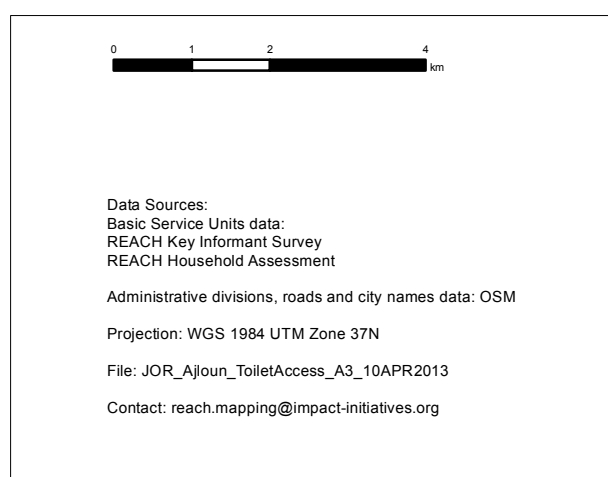 0 1 2 4
km
Data Sources:
Basic Service Units data:
REACH Key Informant Survey
REACH Household Assessment
Administrative divisions, roads and city names data: OSM
Projection: WGS 1984 UTM Zone 37N
File: JOR_Ajloun_ToiletAccess_A3_10APR2013
Contact: reach.mapping@impact-initiatives.org